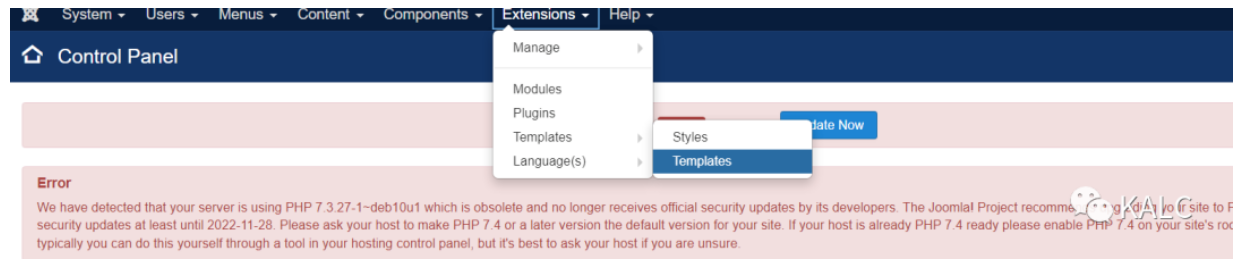 System Users Menus Content Components Extensions Help
Control Panel
Manage
Modules
Plugins
Templates
Language(s)
Styles
Templates
date Now
Error
We have detected that your server is using PHP 7.3.27-1~deb10u1 which is obsolete and no longer receives official security updates by its developers. The Joomla! Project recomme site to
security updates at least until 2022-11-28. Please ask your host to make PHP 7.4 or a later version the default version for your site. If your host is already PHP 7.4 ready please enable PHP 7.4 on your site's
typically you can do this yourself through a tool in your hosting control panel, but it's best to ask your host if you are unsure.
KALC